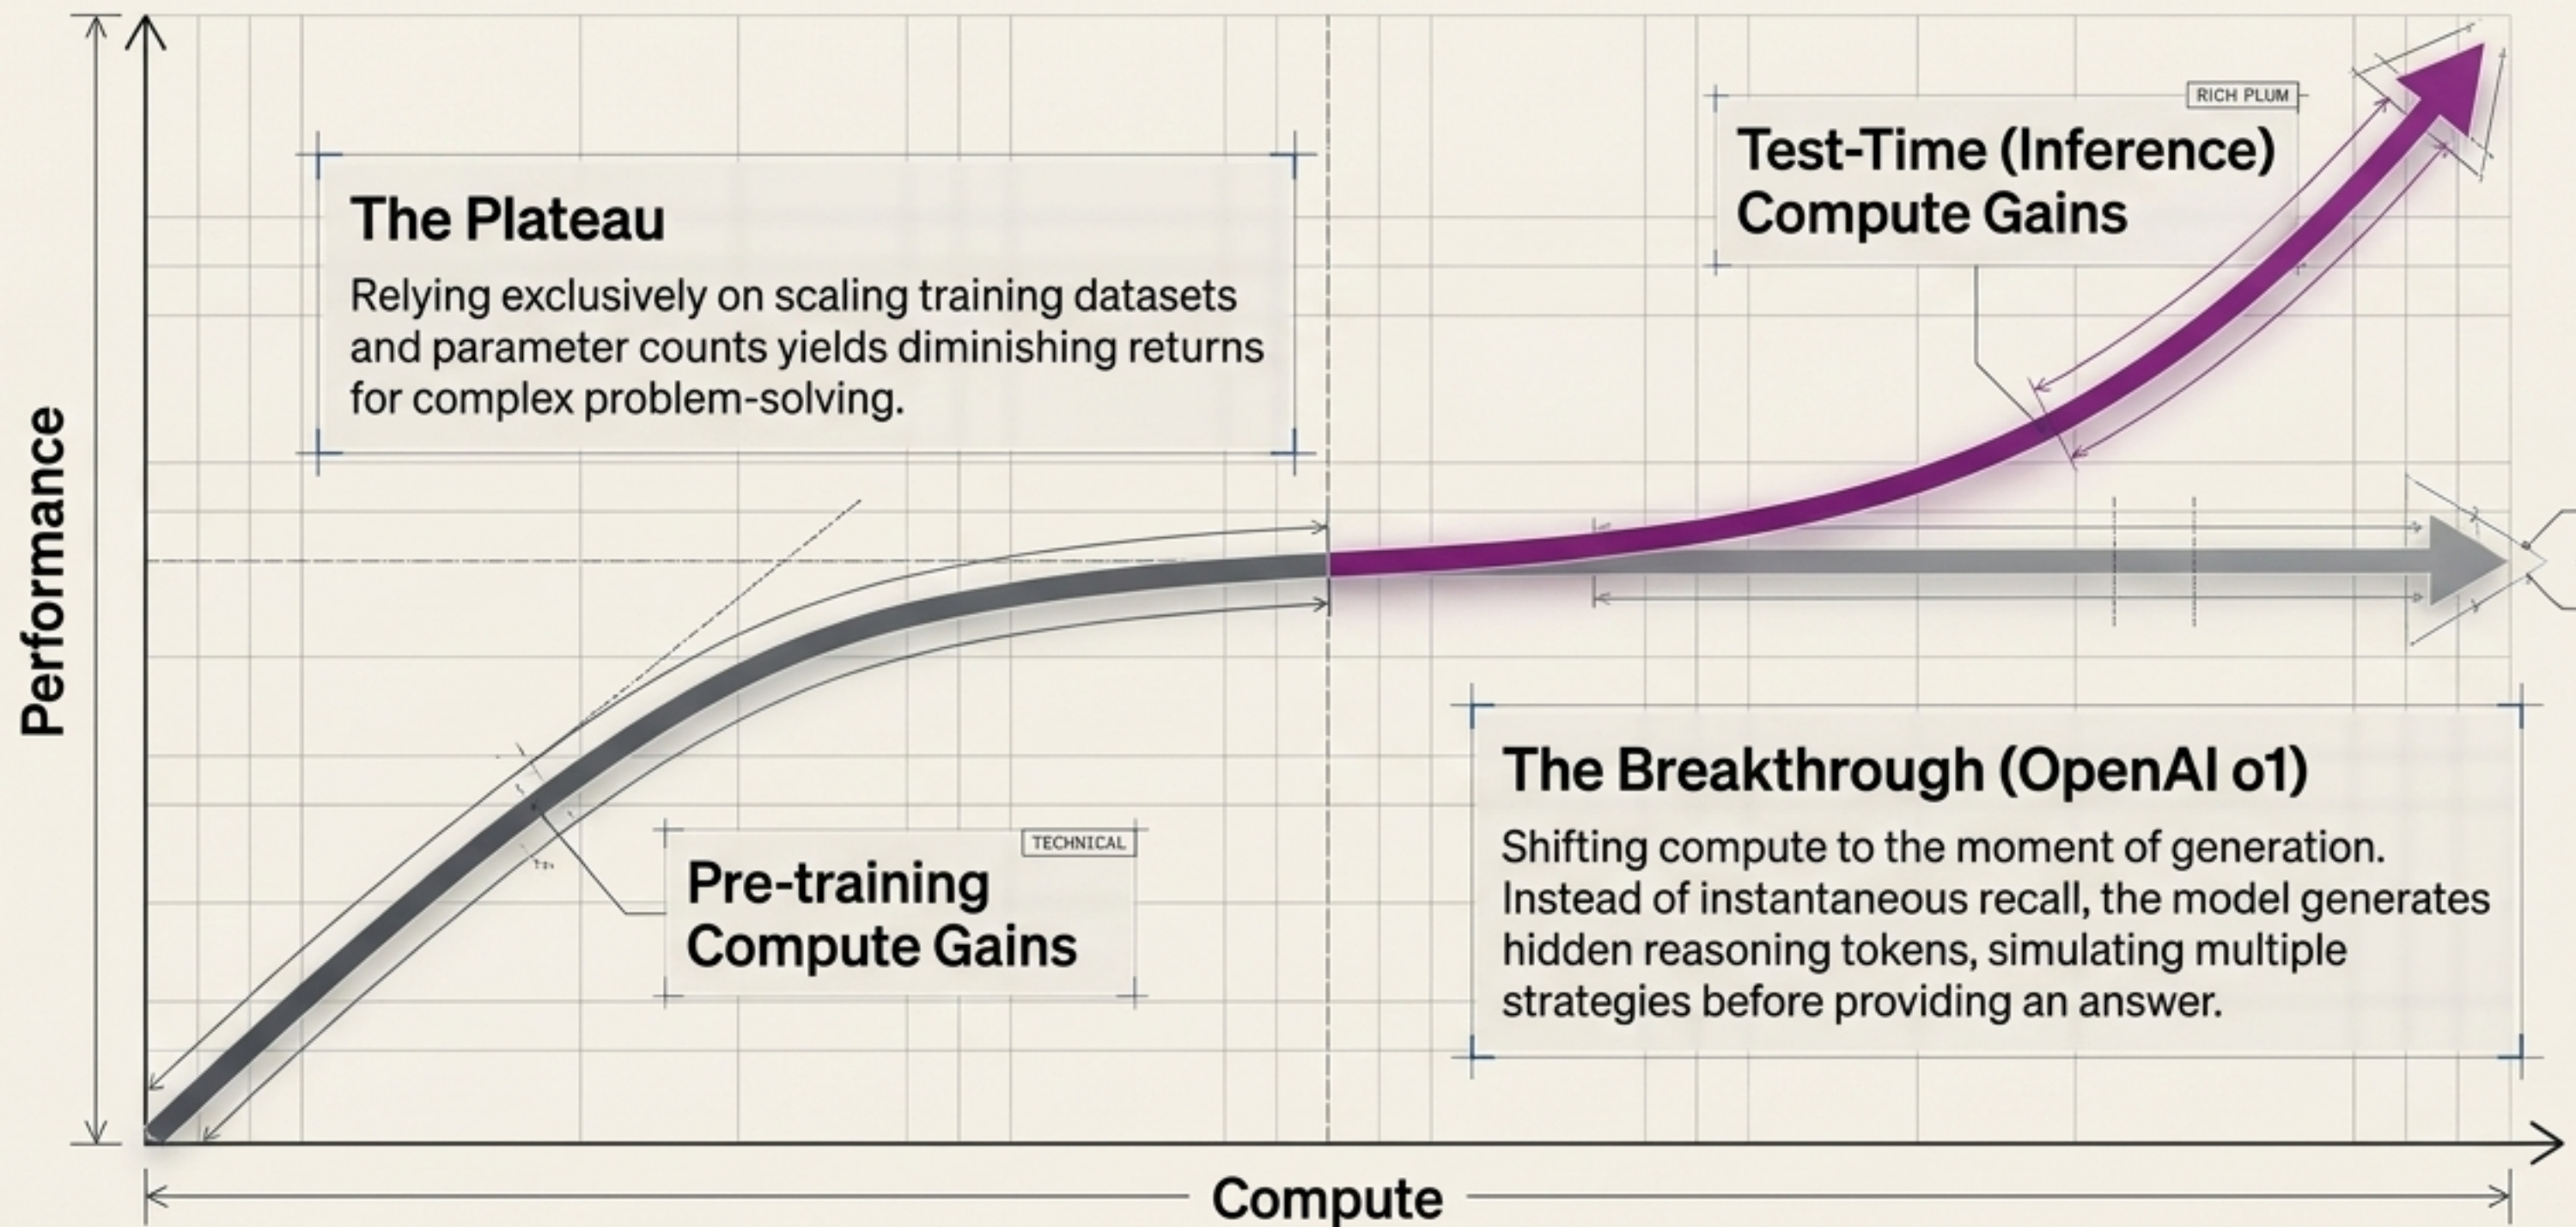 The Plateau
Relying exclusively on scaling training datasets
and parameter counts yields diminishing returns
for complex problem-solving.
RICH PLUM
Test-Time (Inference)
Compute Gains
Performance
TECHNICAL
Pre-training
Compute Gains
The Breakthrough (OpenAI o1)
Shifting compute to the moment of generation.
Instead of instantaneous recall, the model generates
hidden reasoning tokens, simulating multiple
strategies before providing an answer.
Compute